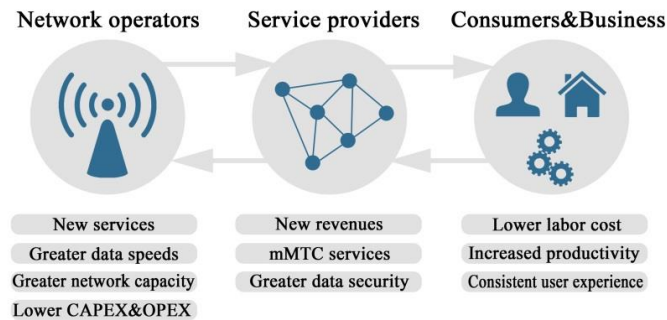 Network operators
Service providers
Consumers&Business
New services
Greater data speeds
Greater network capacity
Lower CAPEX&OPEX
New revenues
mMTC services
Greater data security
Lower labor cost
Increased productivity
Consistent user experience